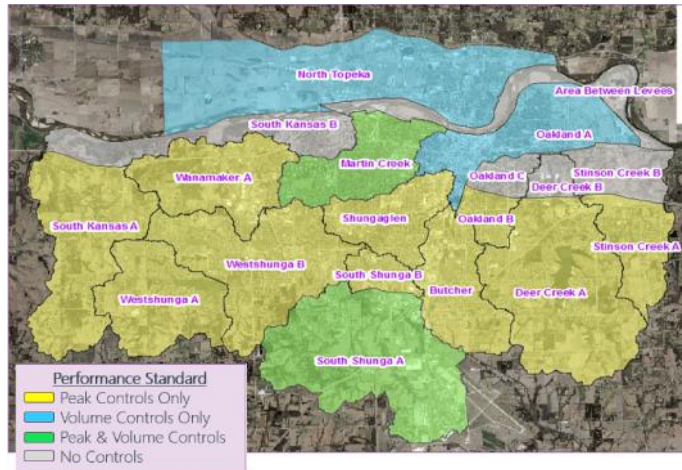 North Topeka
Area Between Levees
South Kansas B
Oakland A
Martin Creek
Wanamaker A
Oakland C
Stinson Creek B
Deer Creek B
South Kansas A
Shungaglen
Oakland B
Stinson Creek A
Westshunga B
South Shunga B
Westshunga A
Butcher
Deer Creek A
South Shunga A
Performance Standard
Peak Controls Only
Volume Controls Only
Peak & Volume Controls
No Controls